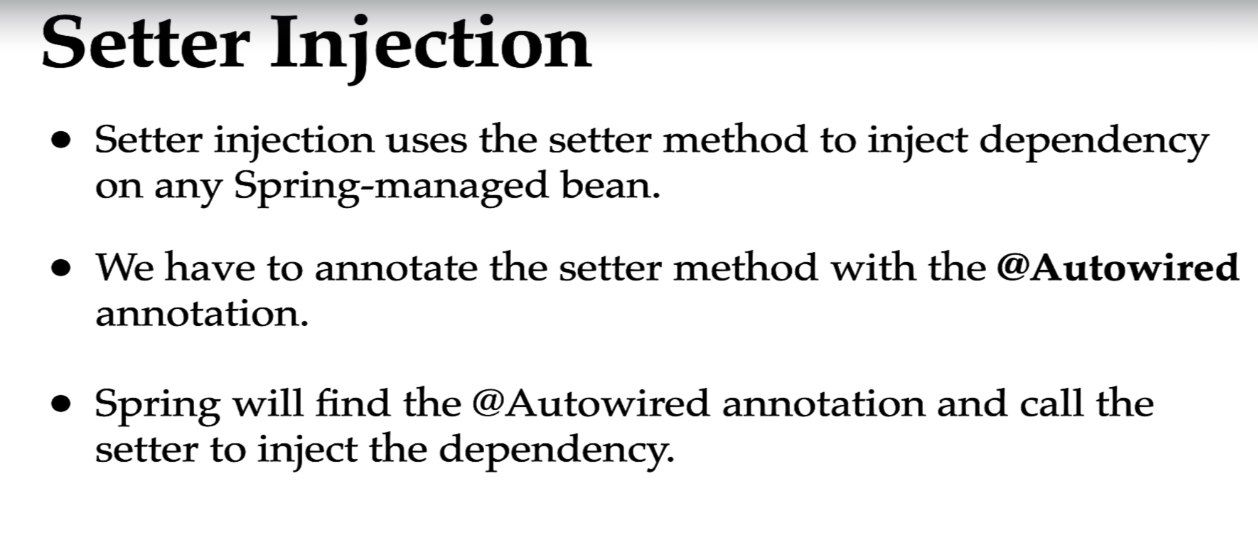 Setter Injection
• Setter injection uses the setter method to inject dependency
on any Spring-managed bean.
• We have to annotate the setter method with the @Autowired
annotation.
• Spring will find the @Autowired annotation and call the
setter to inject the dependency.